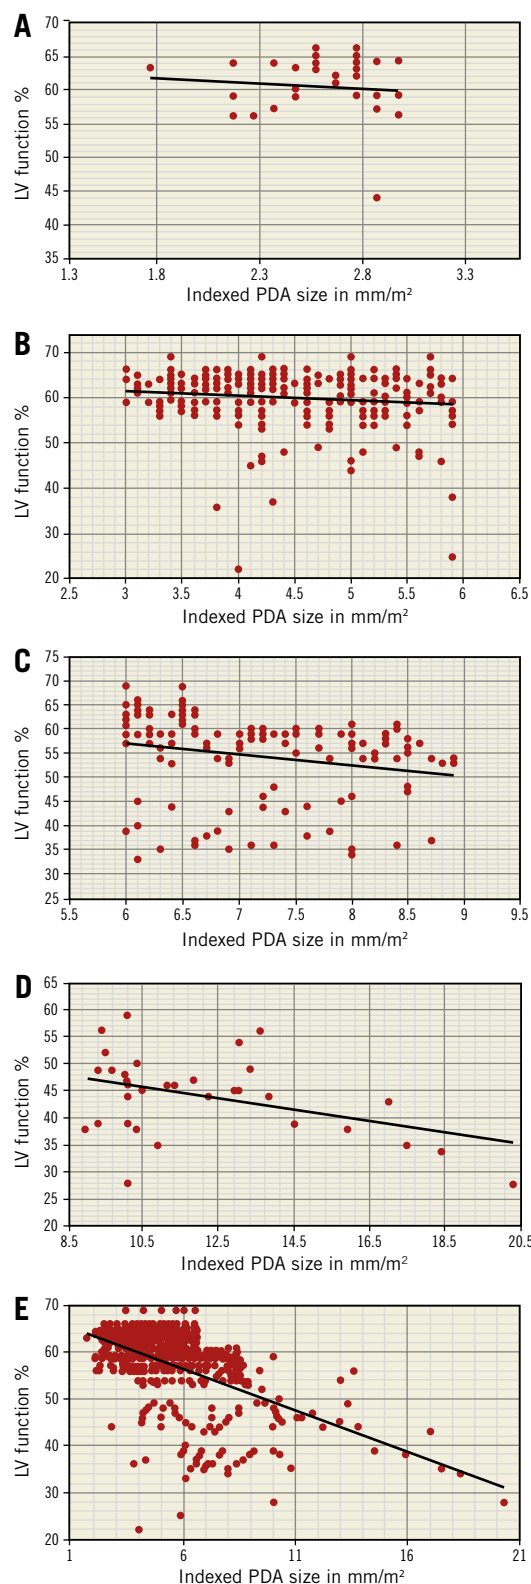 A
LV function %
70
65
60
55
50
45
40
35
1.3 1.8 2.3 2.8 3.3
Indexed PDA size in mm/m²
B
LV function %
70
60
50
40
30
20
2.5 3 3.5 4 4.5 5 5.5 6 6.5
Indexed PDA size in mm/m²
C
LV function %
75
70
65
60
55
50
45
40
35
30
25
5.5 6 6.5 7 7.5 8 8.5 9 9.5
Indexed PDA size in mm/m²
D
LV function %
65
60
55
50
45
40
35
30
25
20
8.5 10.5 12.5 14.5 16.5 18.5 20.5
Indexed PDA size in mm/m²
E
LV function %
70
60
50
40
30
20
1 6 11 16 21
Indexed PDA size in mm/m²